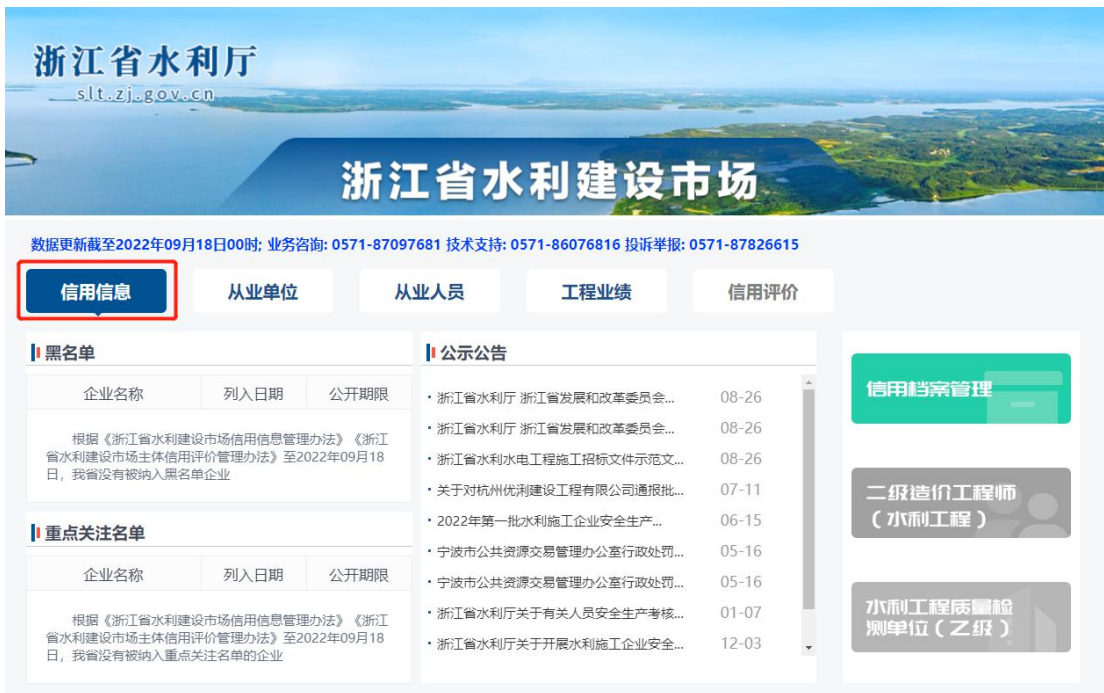 浙江省水利厅
slt.zj.gov.cn
浙江省水利建设市场
数据更新截至2022年09月18日00时; 业务咨询: 0571-87097681 技术支持: 0571-86076816 投诉举报: 0571-87826615
信用信息 从业单位 从业人员 工程业绩 信用评价
黑名单
企业名称 列入日期 公开期限
根据《浙江省水利建设市场信用信息管理办法》《浙江
省水利建设市场主体信用评价管理办法》至2022年09月18
日，我省没有被纳入黑名单企业
重点关注名单
企业名称 列入日期 公开期限
根据《浙江省水利建设市场信用信息管理办法》《浙江
省水利建设市场主体信用评价管理办法》至2022年09月18
日，我省没有被纳入重点关注名单的企业
公示公告
· 浙江省水利厅 浙江省发展和改革委员会... 08-26
· 浙江省水利厅 浙江省发展和改革委员会... 08-26
· 浙江省水利水电工程施工招标文件示范文... 08-26
· 关于对杭州优浰建设工程有限公司通报批... 07-11
· 2022年第一批水利施工企业安全生产... 06-15
· 宁波市公共资源交易管理办公室行政处罚... 05-16
· 宁波市公共资源交易管理办公室行政处罚... 05-16
· 浙江省水利厅关于有关人员安全生产考核... 01-07
· 浙江省水利厅关于开展水利施工企业安全... 12-03
信用档案管理
二级造价工程师
（水利工程）
水利工程质量检
测单位（乙级）